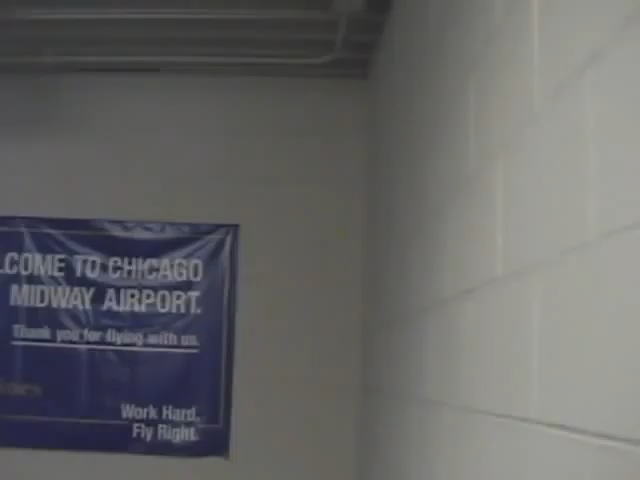 LCOME TO CHICAGO
MIDWAY AIRPORT.
Thank you for flying with us.
Work Hard.
Fly Right.